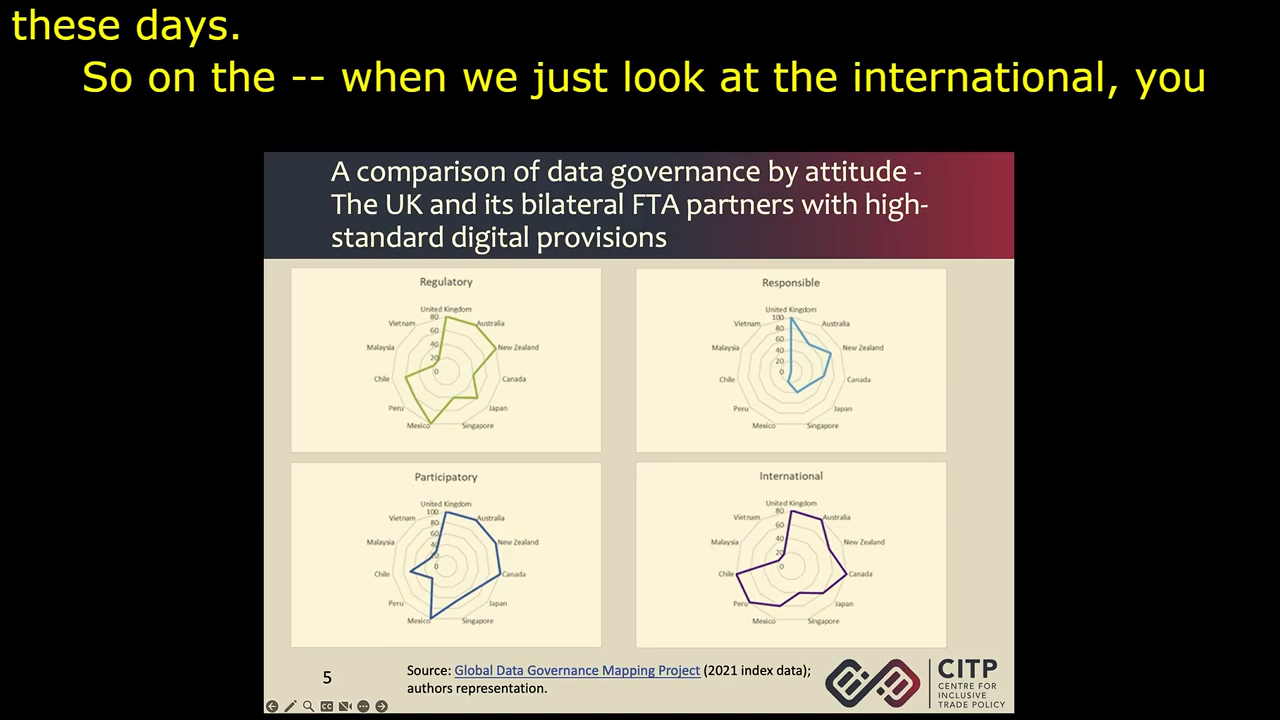 these days.
So on the -- when we just look at the international, you
A comparison of data governance by attitude -
The UK and its bilateral FTA partners with high-
standard digital provisions
Regulatory
United Kingdom
80
Vietnam
Australia
60
Malaysia
New Zealand
40
20
0
Chile
Canada
Peru
Japan
Mexico
Singapore
Responsible
United Kingdom
100
Vietnam
Australia
80
60
Malaysia
New Zealand
40
20
0
Chile
Canada
Peru
Japan
Mexico
Singapore
Participatory
United Kingdom
100
Vietnam
Australia
80
60
Malaysia
New Zealand
40
20
0
Chile
Canada
Peru
Japan
Mexico
Singapore
International
United Kingdom
80
Vietnam
Australia
60
Malaysia
New Zealand
40
20
0
Chile
Canada
Peru
Japan
Mexico
Singapore
5
Source: Global Data Governance Mapping Project (2021 index data);
authors representation.
CITP
CENTRE FOR
INCLUSIVE
TRADE POLICY
CC